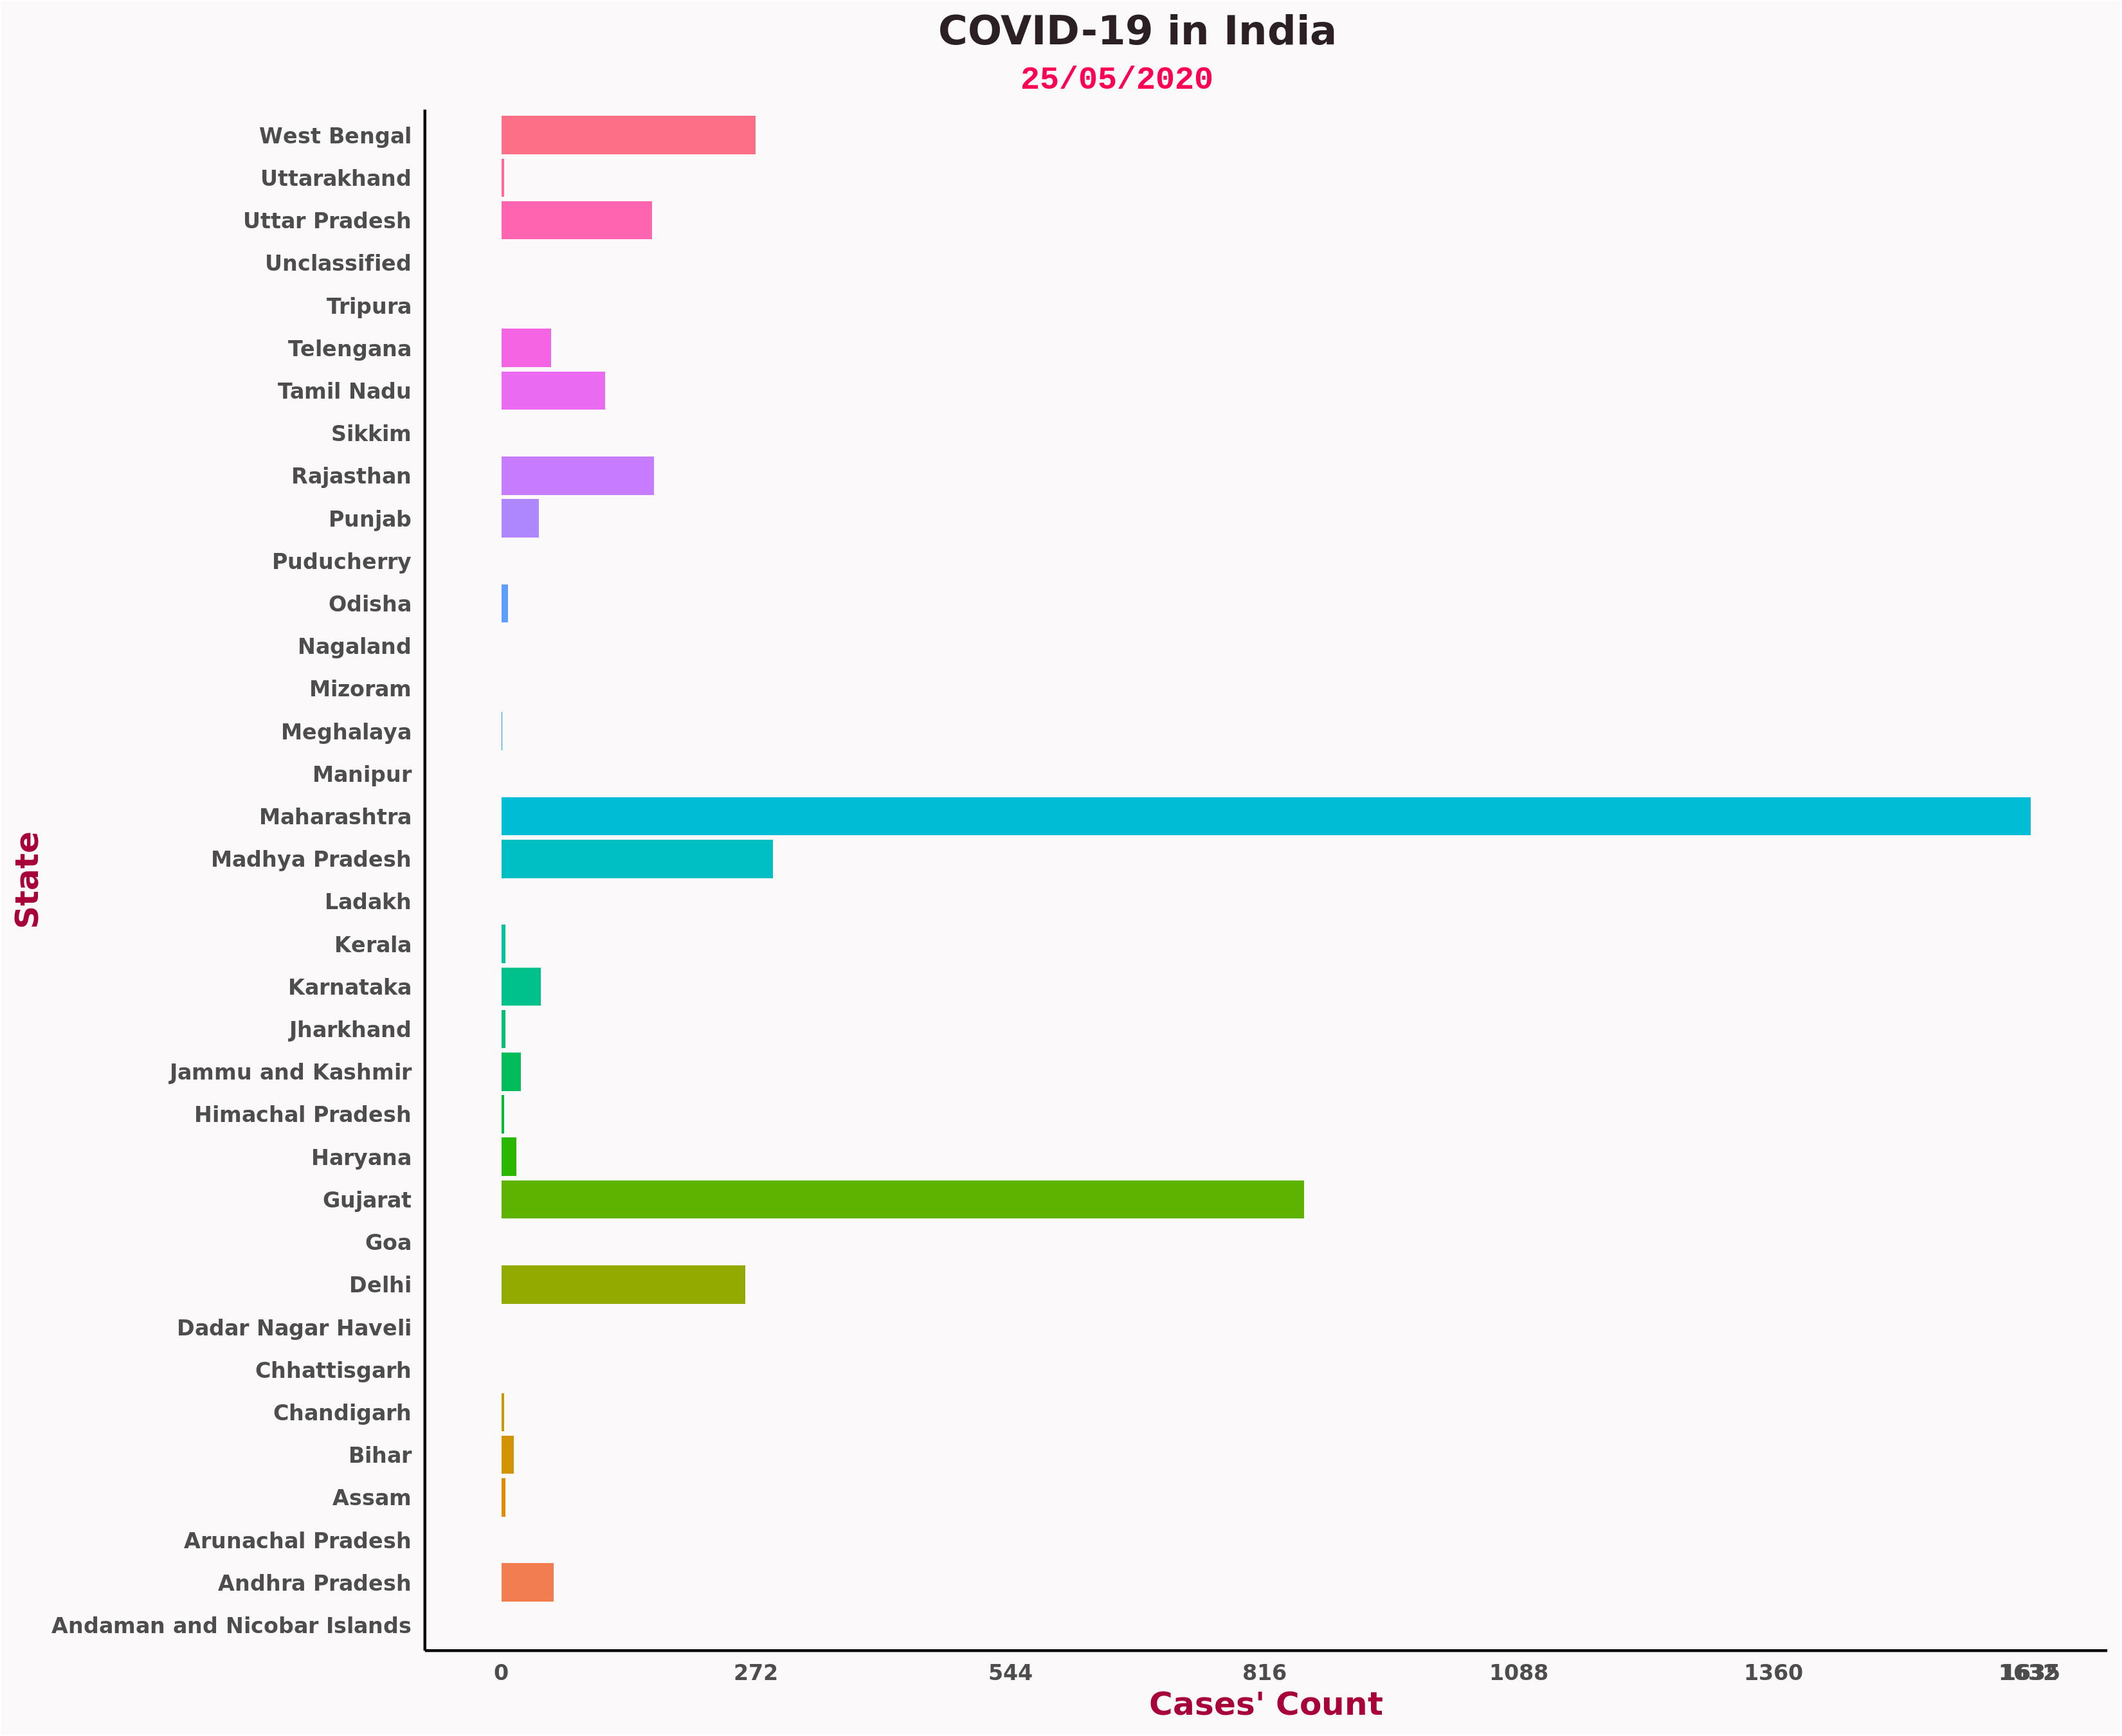 COVID-19 in India
25/05/2020
West Bengal
Uttarakhand
Uttar Pradesh
Unclassified
Tripura
Telengana
Tamil Nadu
Sikkim
Rajasthan
Punjab
Puducherry
Odisha
Nagaland
Mizoram
Meghalaya
Manipur
Maharashtra
Madhya Pradesh
Ladakh
Kerala
Karnataka
Jharkhand
Jammu and Kashmir
Himachal Pradesh
Haryana
Gujarat
Goa
Delhi
Dadar Nagar Haveli
Chhattisgarh
Chandigarh
Bihar
Assam
Arunachal Pradesh
Andhra Pradesh
Andaman and Nicobar Islands
State
0 272 544 816 1088 1360
Cases' Count